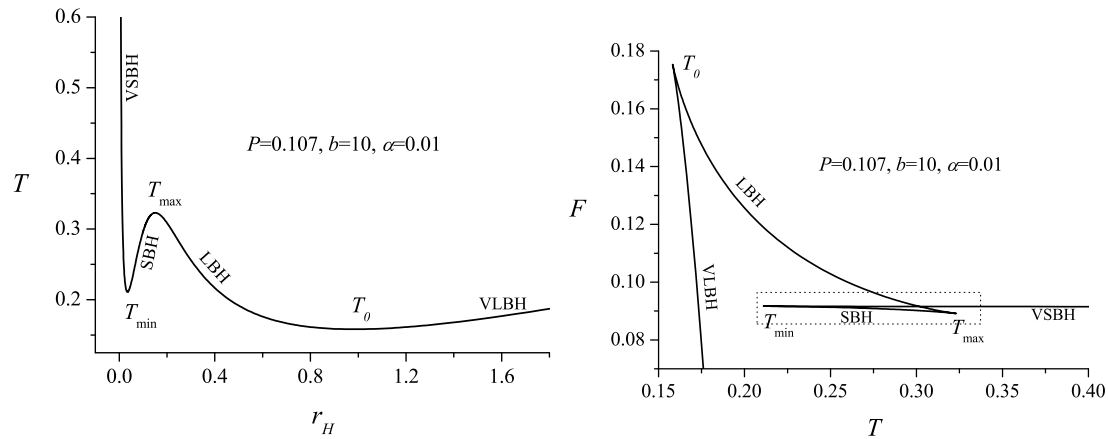 0.6
0.5
0.4
0.3
0.2
T
VSBH
P=0.107, b=10, α=0.01
T_max
SBH
LBH
T_min
T_0
VLBH
0.0 0.4 0.8 1.2 1.6
r_H
0.18
0.16
0.14
0.12
0.10
0.08
F
T_0
P=0.107, b=10, α=0.01
LBH
VLBH
T_min
SBH
T_max
VSBH
0.15 0.20 0.25 0.30 0.35 0.40
T